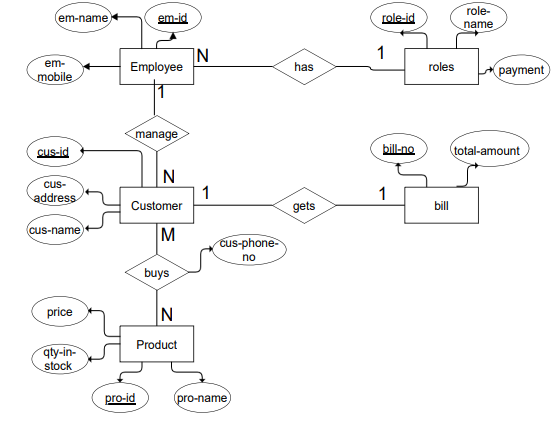 em-name
em-id
role-id
role-
name
em-
mobile
Employee
N
has
1
roles
payment
1
manage
cus-id
bill-no
total-amount
N
cus-
address
Customer
1
gets
1
bill
cus-name
M
cus-phone-
no
buys
price
N
Product
qty-in-
stock
pro-id
pro-name